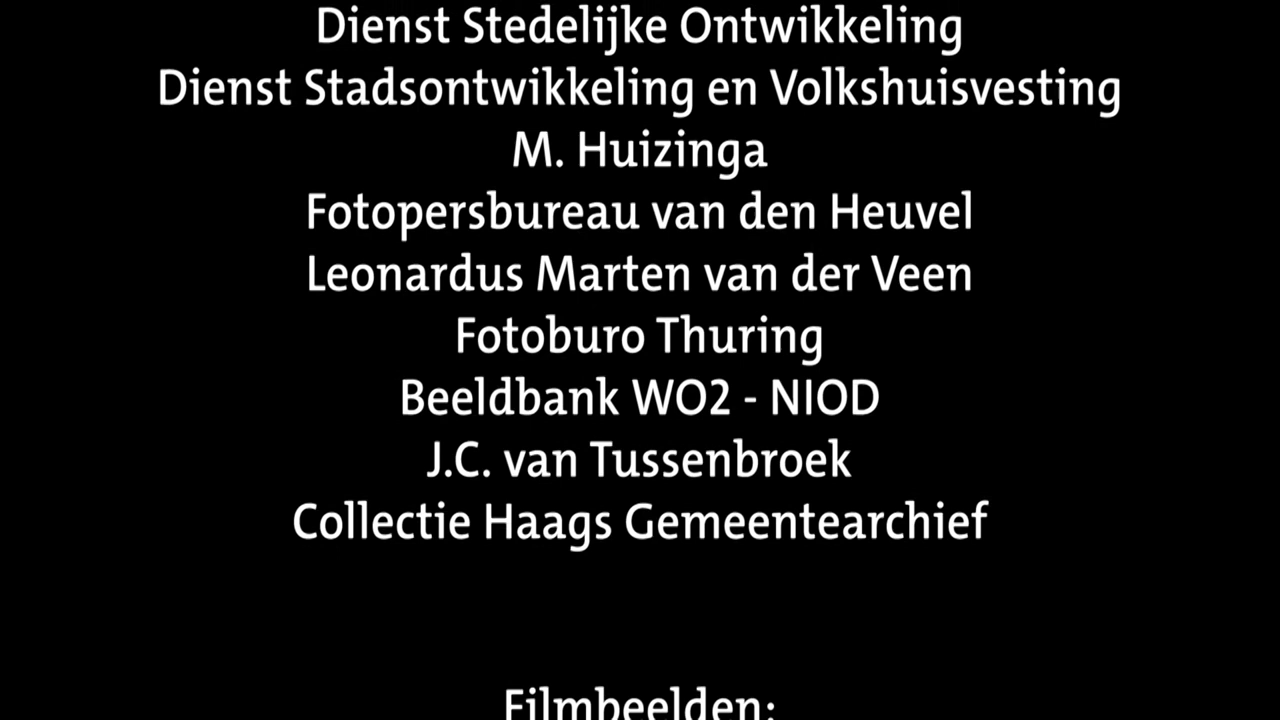 Dienst Stedelijke Ontwikkeling
Dienst Stadsontwikkeling en Volkshuisvesting
M. Huizinga
Fotopersbureau van den Heuvel
Leonardus Marten van der Veen
Fotoburo Thuring
Beeldbank WO2 - NIOD
J.C. van Tussenbroek
Collectie Haags Gemeentearchief
Filmbeelden: